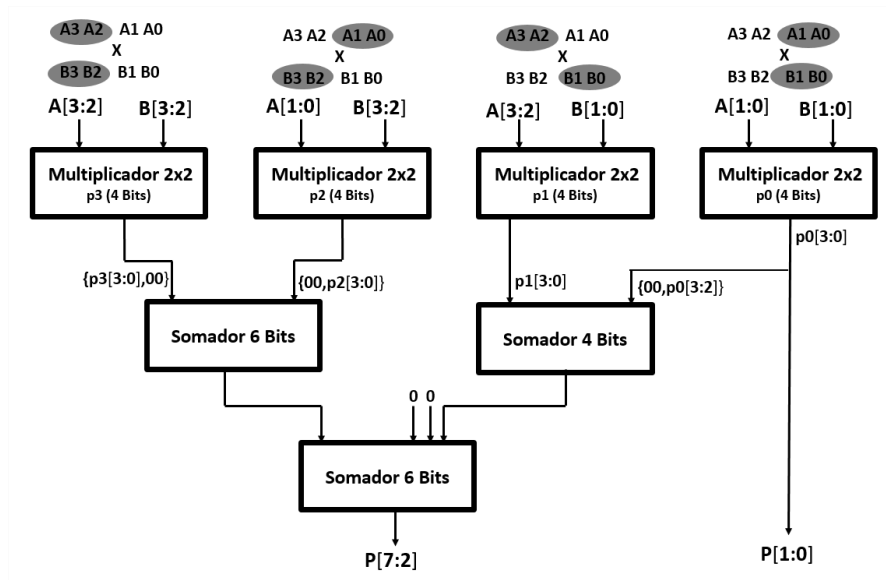 A3 A2 A1 A0
X
B3 B2 B1 B0
A[3:2] B[3:2]
Multiplicador 2x2
p3 (4 Bits)
A3 A2 A1 A0
X
B3 B2 B1 B0
A[1:0] B[3:2]
Multiplicador 2x2
p2 (4 Bits)
A3 A2 A1 A0
X
B3 B2 B1 B0
A[3:2] B[1:0]
Multiplicador 2x2
p1 (4 Bits)
A3 A2 A1 A0
X
B3 B2 B1 B0
A[1:0] B[1:0]
Multiplicador 2x2
p0 (4 Bits)
p0[3:0]
{p3[3:0],00}
{00,p2[3:0]}
p1[3:0]
{00,p0[3:2]}
Somador 6 Bits
Somador 4 Bits
0 0
Somador 6 Bits
P[7:2]
P[1:0]